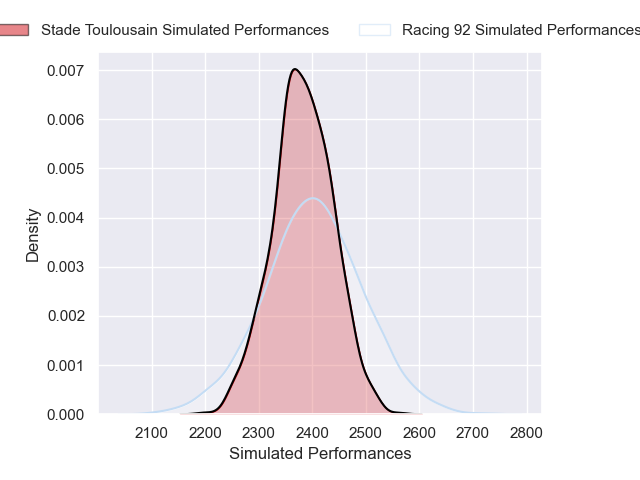 Stade Toulousain Simulated Performances Racing 92 Simulated Performances
0.007
0.006
0.005
0.004
0.003
0.002
0.001
0.000
Density
2100 2200 2300 2400 2500 2600 2700 2800
Simulated Performances